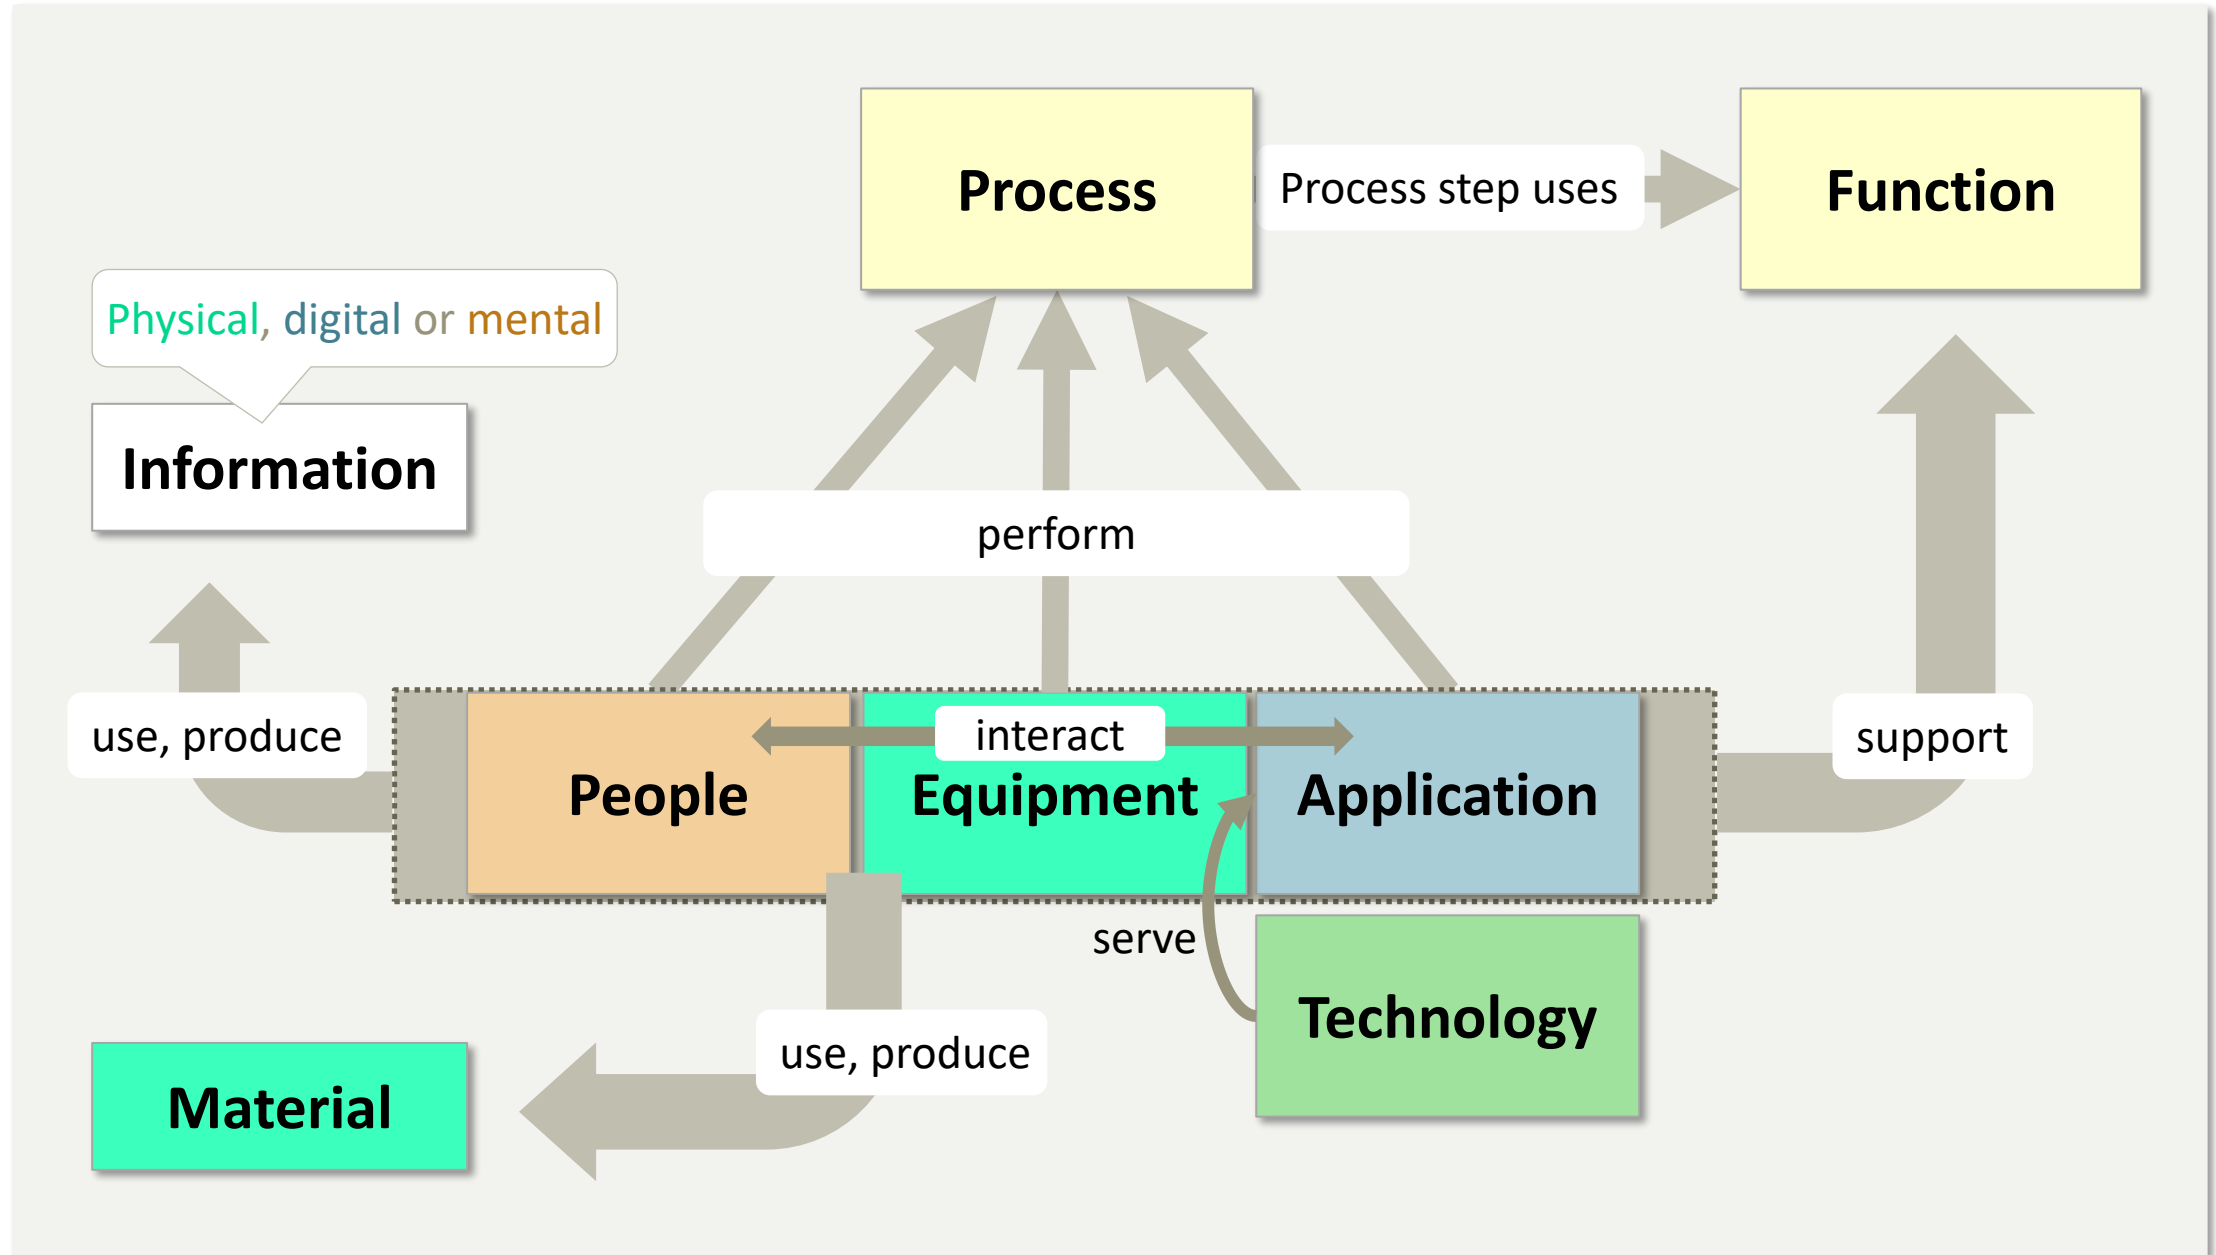 Process
Process step uses
Function
Physical, digital or mental
Information
perform
use, produce
interact
support
People
Equipment
Application
serve
Technology
use, produce
Material